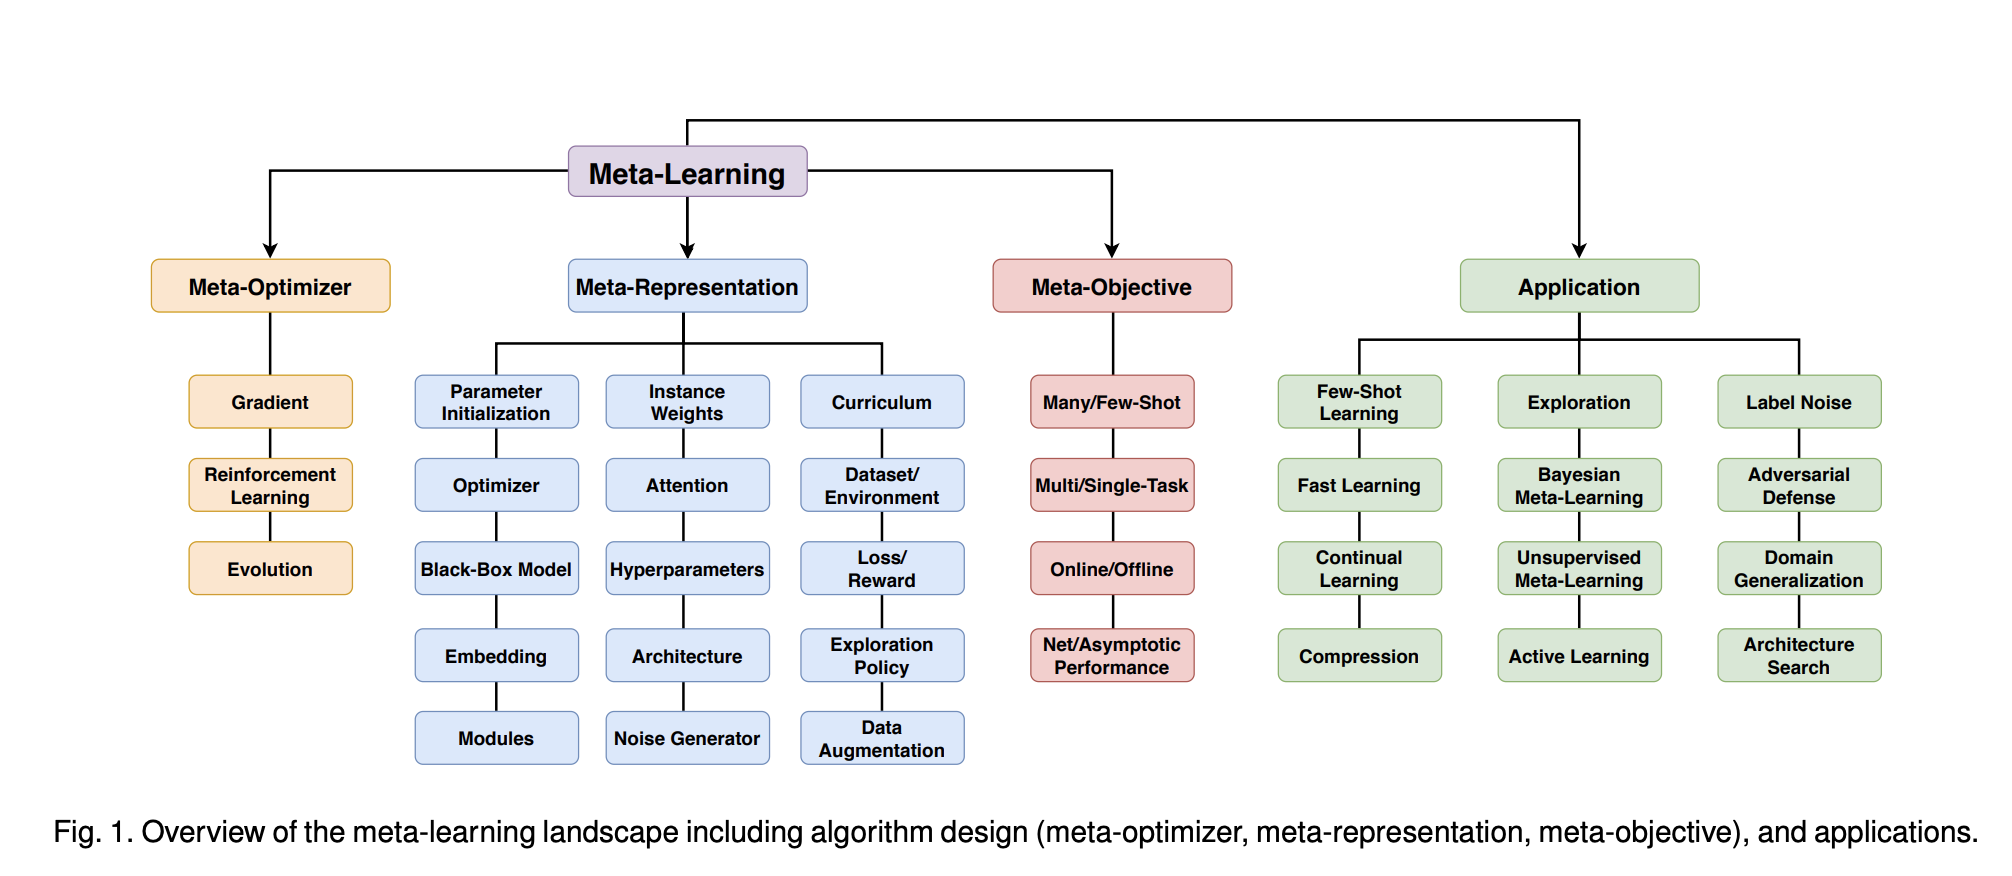 Meta-Learning
Meta-Optimizer
Meta-Representation
Meta-Objective
Application
Gradient
Reinforcement
Learning
Evolution
Parameter
Initialization
Optimizer
Black-Box Model
Embedding
Modules
Instance
Weights
Attention
Hyperparameters
Architecture
Noise Generator
Curriculum
Dataset/
Environment
Loss/
Reward
Exploration
Policy
Data
Augmentation
Many/Few-Shot
Multi/Single-Task
Online/Offline
Net/Asymptotic
Performance
Few-Shot
Learning
Fast Learning
Continual
Learning
Compression
Exploration
Bayesian
Meta-Learning
Unsupervised
Meta-Learning
Active Learning
Label Noise
Adversarial
Defense
Domain
Generalization
Architecture
Search
Fig. 1. Overview of the meta-learning landscape including algorithm design (meta-optimizer, meta-representation, meta-objective), and applications.